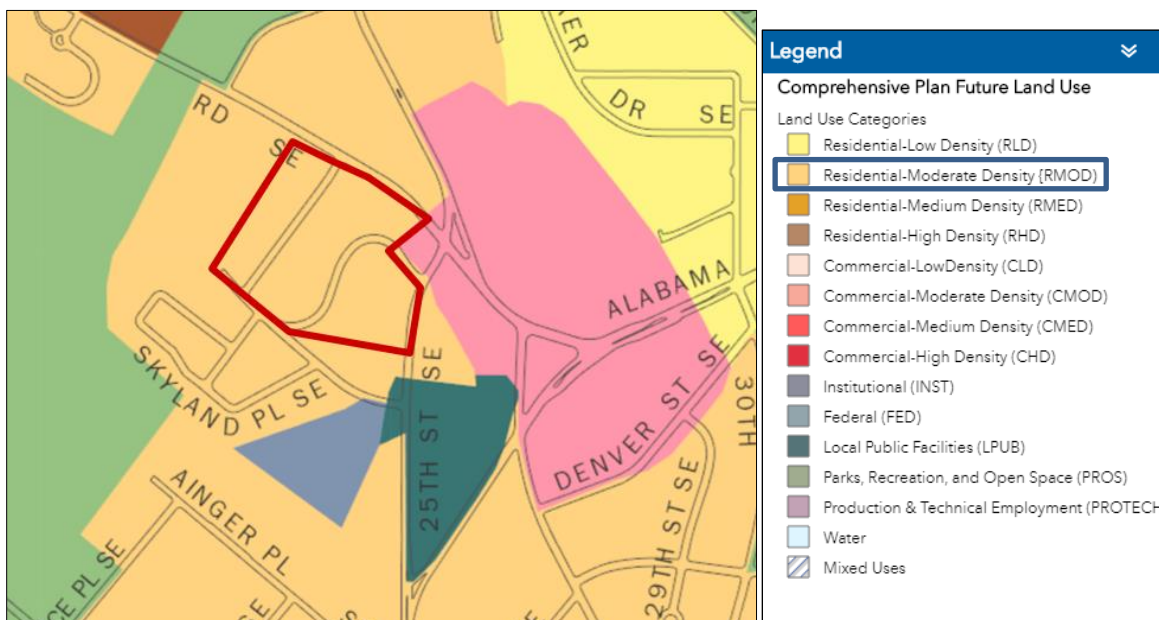 ER
DR SE
RD
SE
ALABAMA
SKYLAND PL SE
25TH ST SE
DENVER ST SE
30TH
AINGER PL
29TH ST SE
CE PL SE
SE
S
Legend
Comprehensive Plan Future Land Use
Land Use Categories
Residential-Low Density (RLD)
Residential-Moderate Density {RMOD)
Residential-Medium Density (RMED)
Residential-High Density (RHD)
Commercial-LowDensity (CLD)
Commercial-Moderate Density (CMOD)
Commercial-Medium Density (CMED)
Commercial-High Density (CHD)
Institutional (INST)
Federal (FED)
Local Public Facilities (LPUB)
Parks, Recreation, and Open Space (PROS)
Production & Technical Employment (PROTECH
Water
Mixed Uses